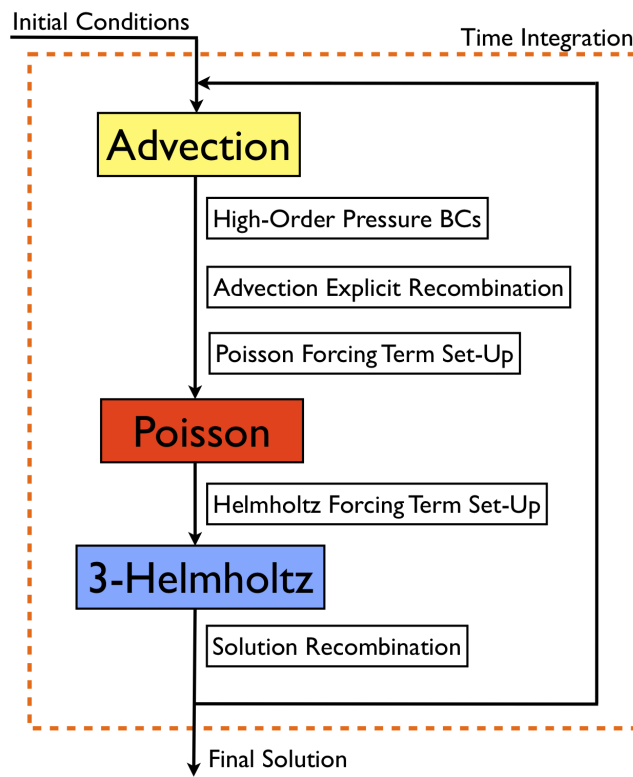 Initial Conditions
Time Integration
Advection
High-Order Pressure BCs
Advection Explicit Recombination
Poisson Forcing Term Set-Up
Poisson
Helmholtz Forcing Term Set-Up
3-Helmholtz
Solution Recombination
Final Solution